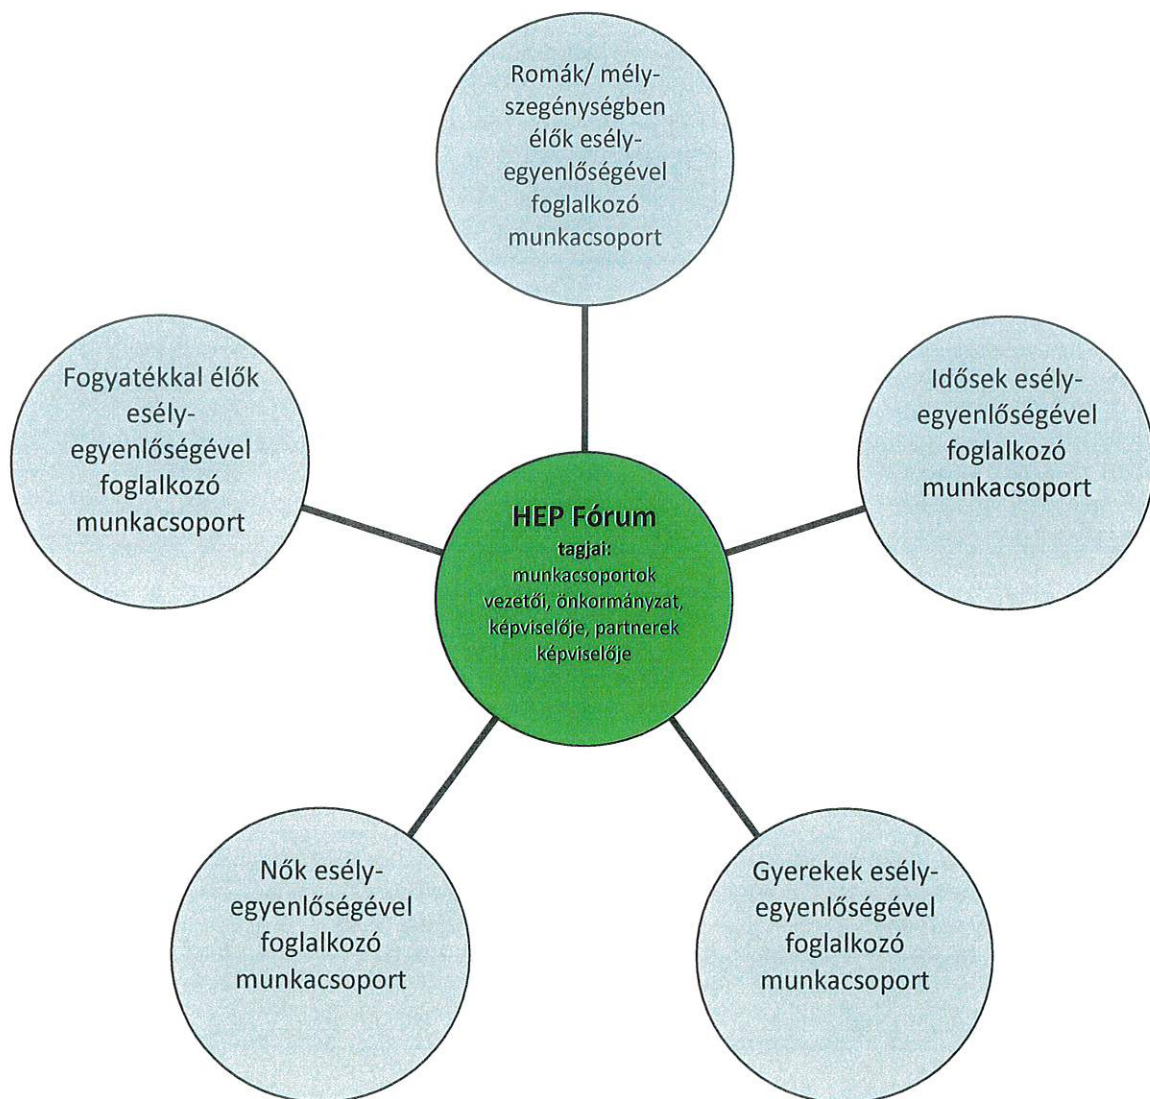 Romák/ mély-
szegénységben
élők esély-
egyenlőségével
foglalkozó
munkacsoport
Fogyatékkal élők
esély-
egyenlőségével
foglalkozó
munkacsoport
Idősek esély-
egyenlőségével
foglalkozó
munkacsoport
HEP Fórum
tagjai:
munkacsoportok
vezetői, önkormányzat,
képviselője, partnerek
képviselője
Nők esély-
egyenlőségével
foglalkozó
munkacsoport
Gyerekek esély-
egyenlőségével
foglalkozó
munkacsoport